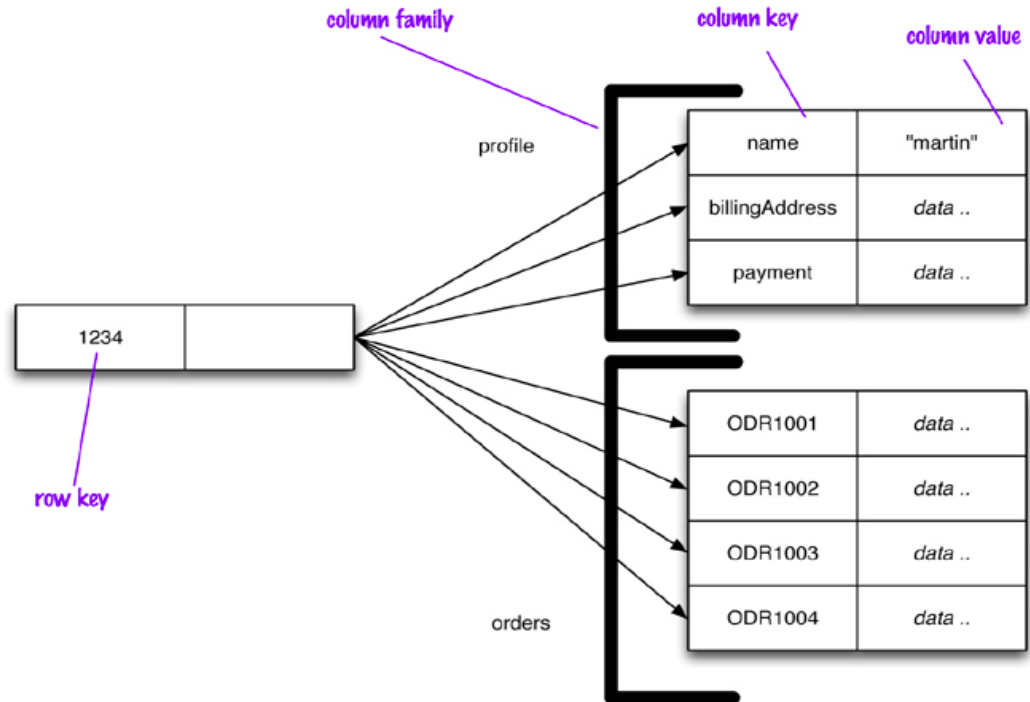 column family
column key
column value
profile
name
"martin"
billingAddress
data ..
payment
data ..
1234
row key
ODR1001
data ..
ODR1002
data ..
ODR1003
data ..
ODR1004
data ..
orders